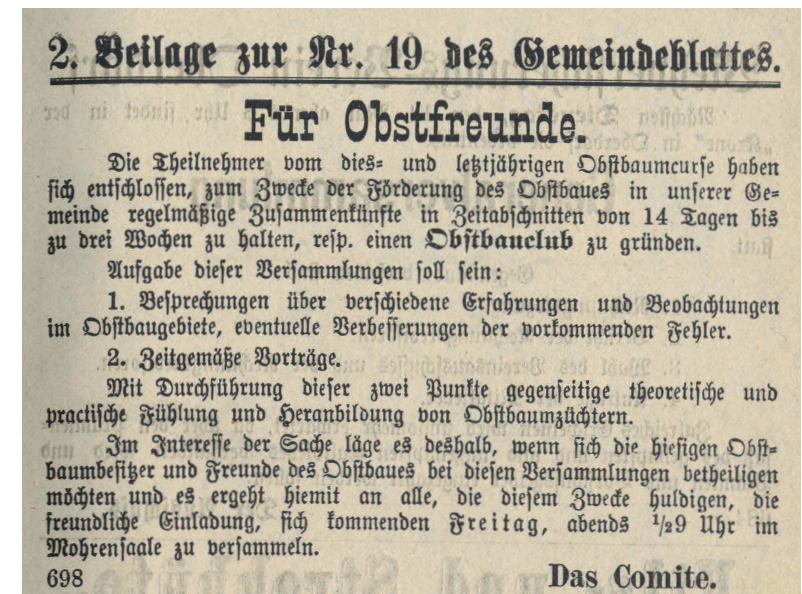 2. Beilage zur Nr. 19 des Gemeindeblattes.
Für Obstfreunde.
Die Theilnehmer vom dies- und letztjährigen Obstbaumcurse haben
sich entschlossen, zum Zwecke der Förderung des Obstbaues in unserer Ge-
meinde regelmäßige Zusammenkünfte in Zeitabschnitten von 14 Tagen bis
zu drei Wochen zu halten, resp. einen Obstbauclub zu gründen.
Aufgabe dieser Versammlungen soll sein:
1. Besprechungen über verschiedene Erfahrungen und Beobachtungen
im Obstbaugebiete, eventuelle Verbesserungen der vorkommenden Fehler.
2. Zeitgemäße Vorträge.
Mit Durchführung dieser zwei Punkte gegenseitige theoretische und
practische Fühlung und Heranbildung von Obstbaumzüchtern.
Im Interesse der Sache läge es deshalb, wenn sich die hiesigen Obst-
baumbesitzer und Freunde des Obstbaues bei diesen Versammlungen betheiligen
möchten und es ergeht hiemit an alle, die diesem Zwecke huldigen, die
freundliche Einladung, sich kommenden Freitag, abends ½9 Uhr im
Mohrensaale zu versammeln.
698 Das Comite.